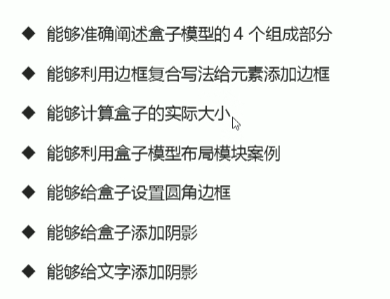 ◆ 能够准确阐述盒子模型的 4 个组成部分
◆ 能够利用边框复合写法给元素添加边框
◆ 能够计算盒子的实际大小
◆ 能够利用盒子模型布局模块案例
◆ 能够给盒子设置圆角边框
◆ 能够给盒子添加阴影
◆ 能够给文字添加阴影